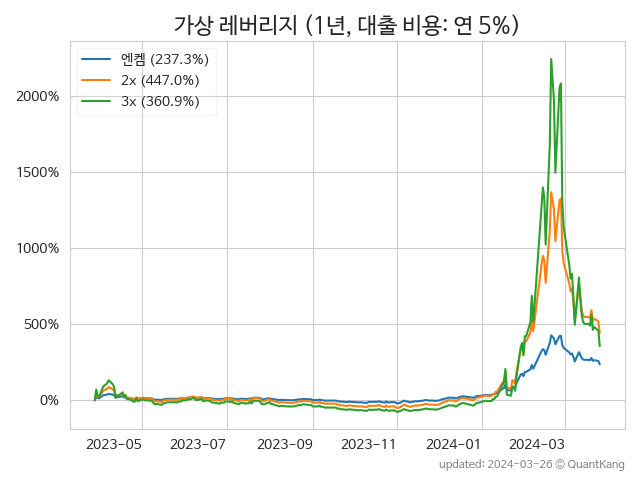 가상 레버리지 (1년, 대출 비용: 연 5%)
엔켐 (237.3%)
2x (447.0%)
3x (360.9%)
2000%
1500%
1000%
500%
0%
2023-05 2023-07 2023-09 2023-11 2024-01 2024-03
updated: 2024-03-26 © QuantKang